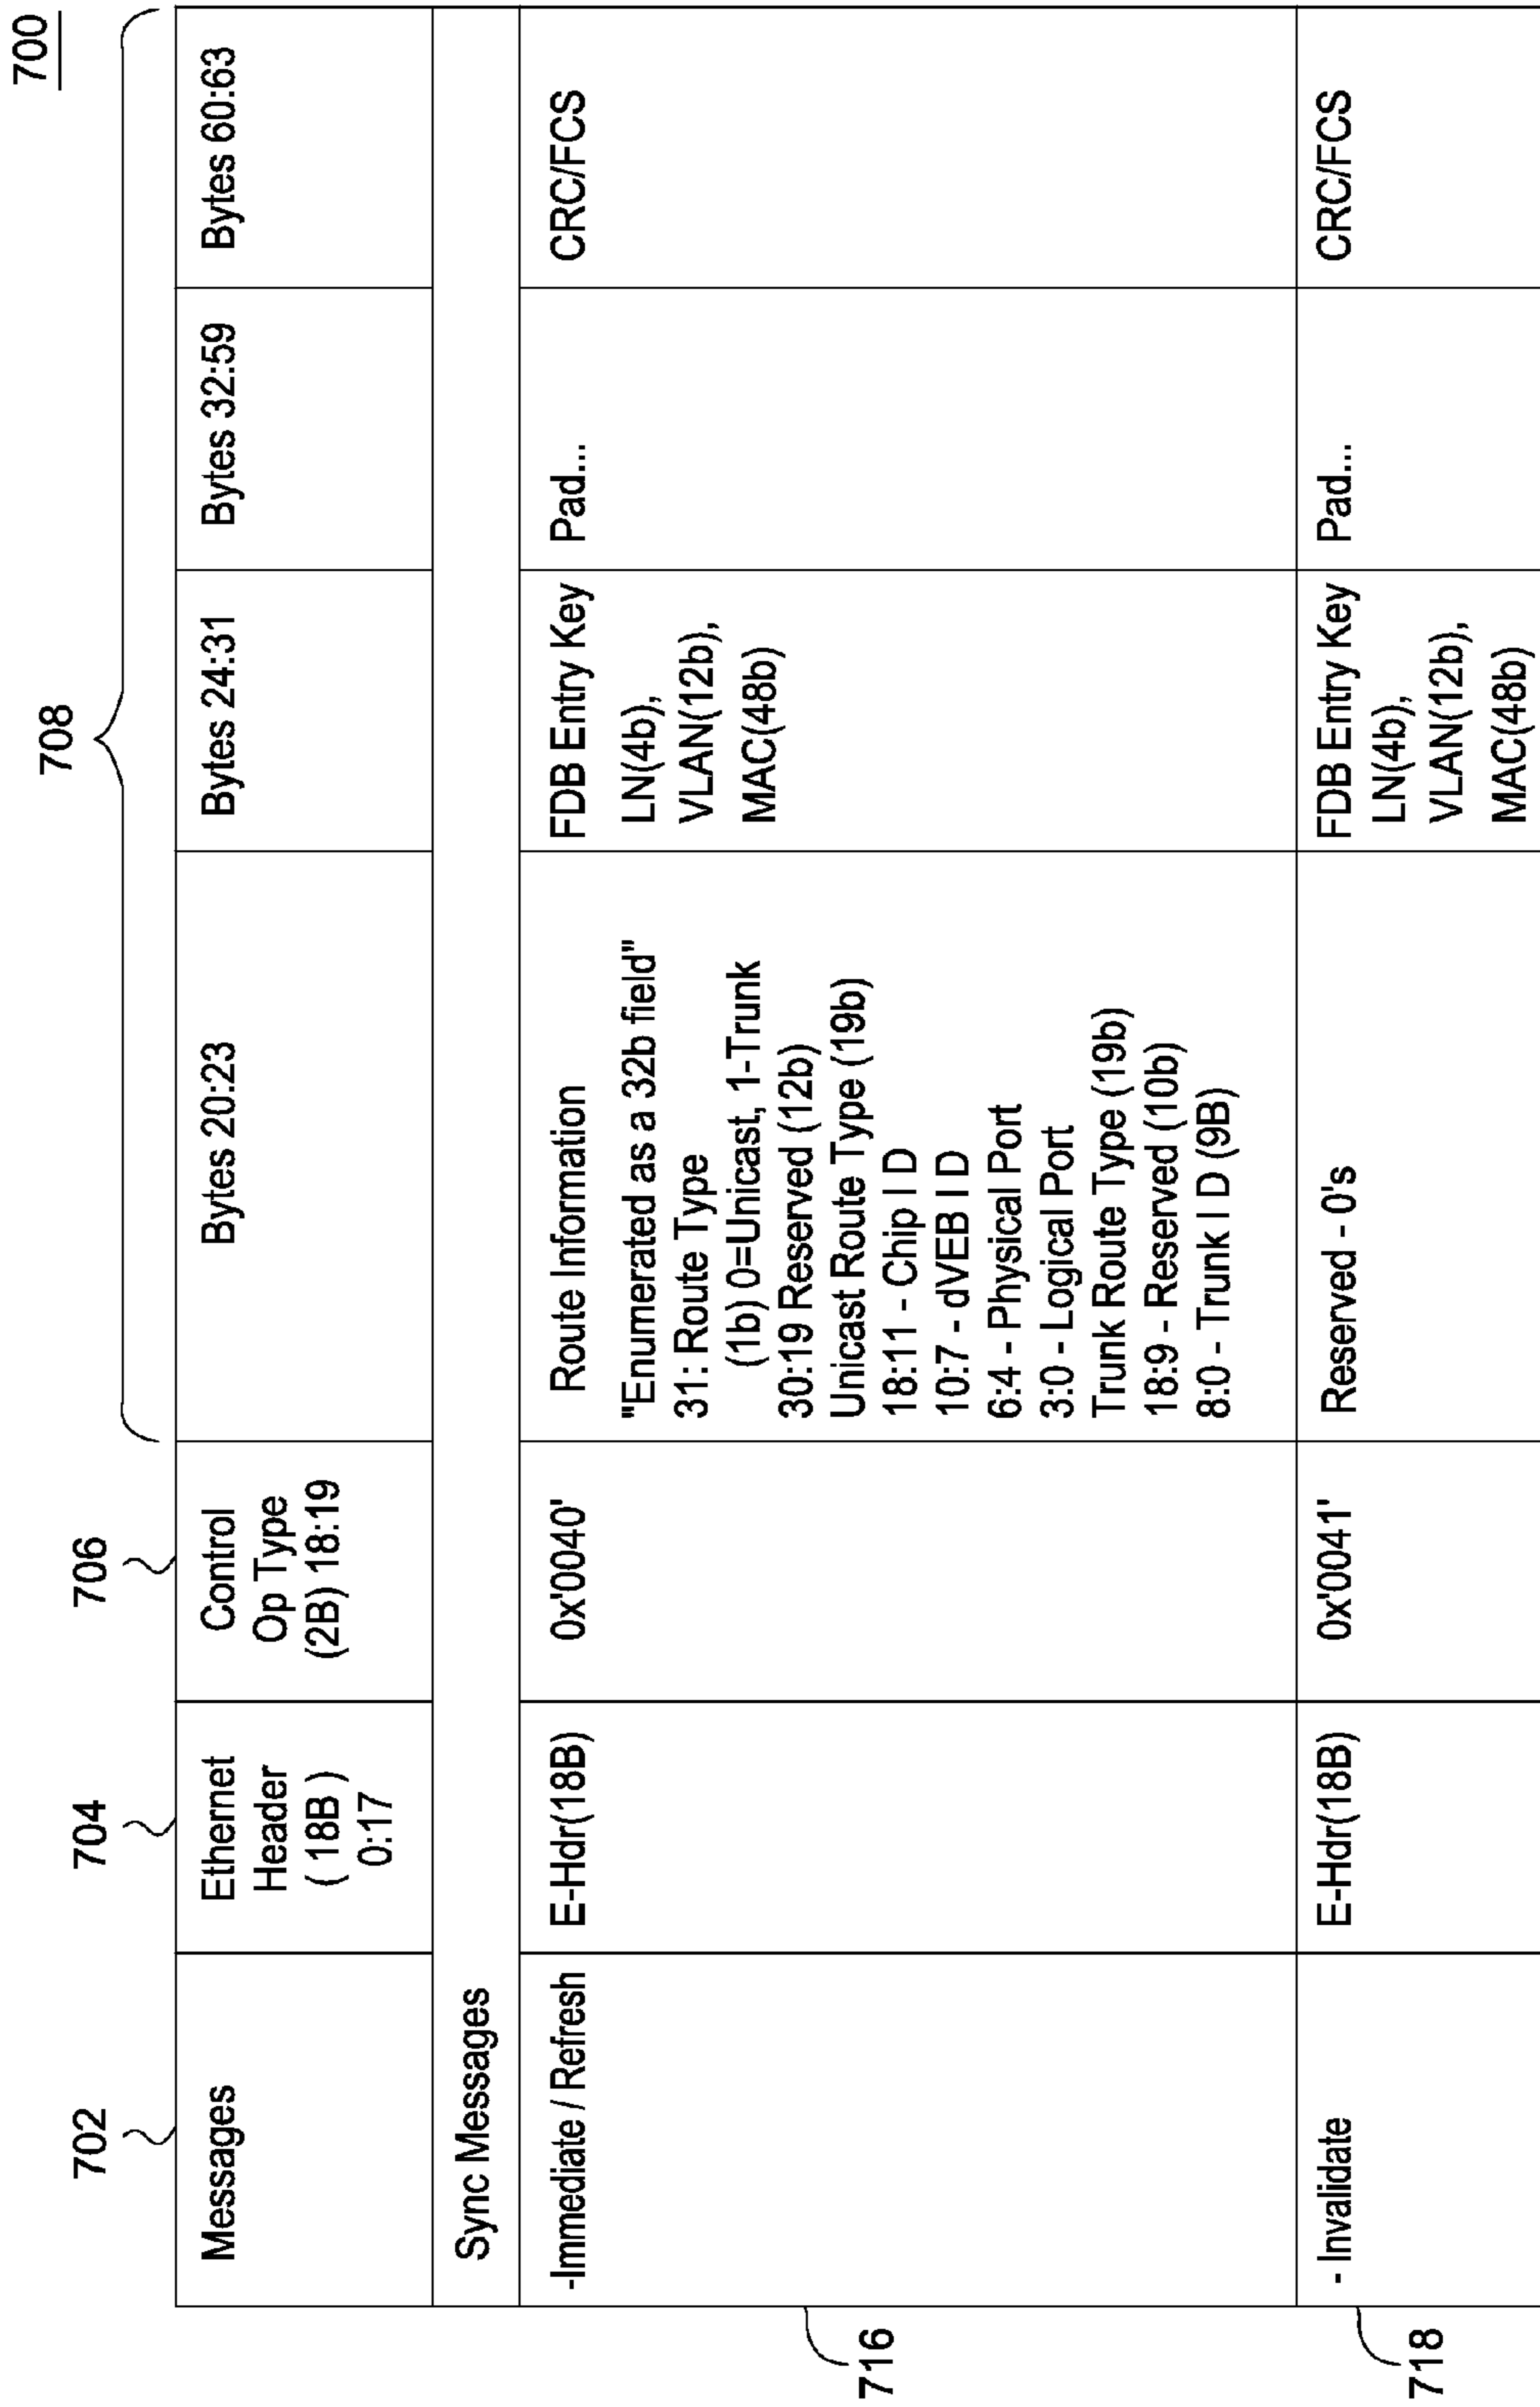 700
708
702
704
706
Messages
Ethernet
Header
( 18B )
0:17
Control
Op Type
(2B) 18:19
Bytes 20:23
Bytes 24:31
Bytes 32:59
Bytes 60:63
Sync Messages
716
-Immediate / Refresh
E-Hdr(18B)
0x'0040'
Route Information
"Enumerated as a 32b field"
31: Route Type
(1b) 0=Unicast, 1-Trunk
30:19 Reserved (12b)
Unicast Route Type (19b)
18:11 - Chip I D
10:7 - dVEB I D
6:4 - Physical Port
3:0 - Logical Port
Trunk Route Type (19b)
18:9 - Reserved (10b)
8:0 - Trunk I D (9B)
FDB Entry Key
LN(4b),
VLAN(12b),
MAC(48b)
Pad...
CRC/FCS
718
- Invalidate
E-Hdr(18B)
0x'0041'
Reserved - 0's
FDB Entry Key
LN(4b),
VLAN(12b),
MAC(48b)
Pad...
CRC/FCS